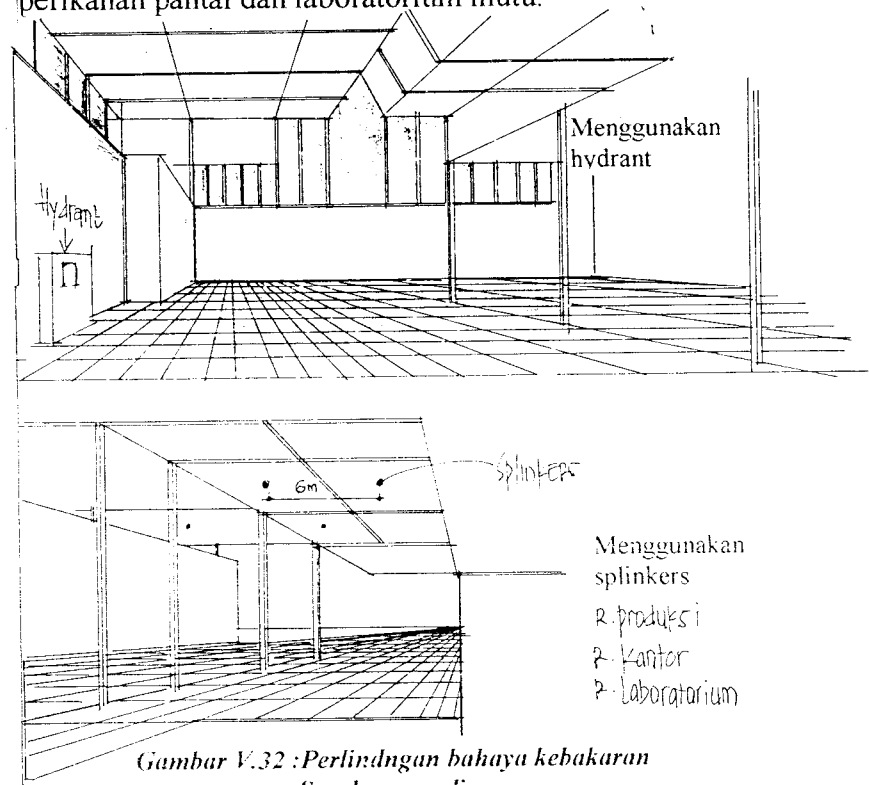 perikanan pantai dan laboratorium mutu.
Menggunakan
hydrant
Hydrant
6m
splinkers
Menggunakan
splinkers
R. produksi
R. Kantor
R. laboratorium
Gambar V.32 :Perlindngan bahaya kebakaran